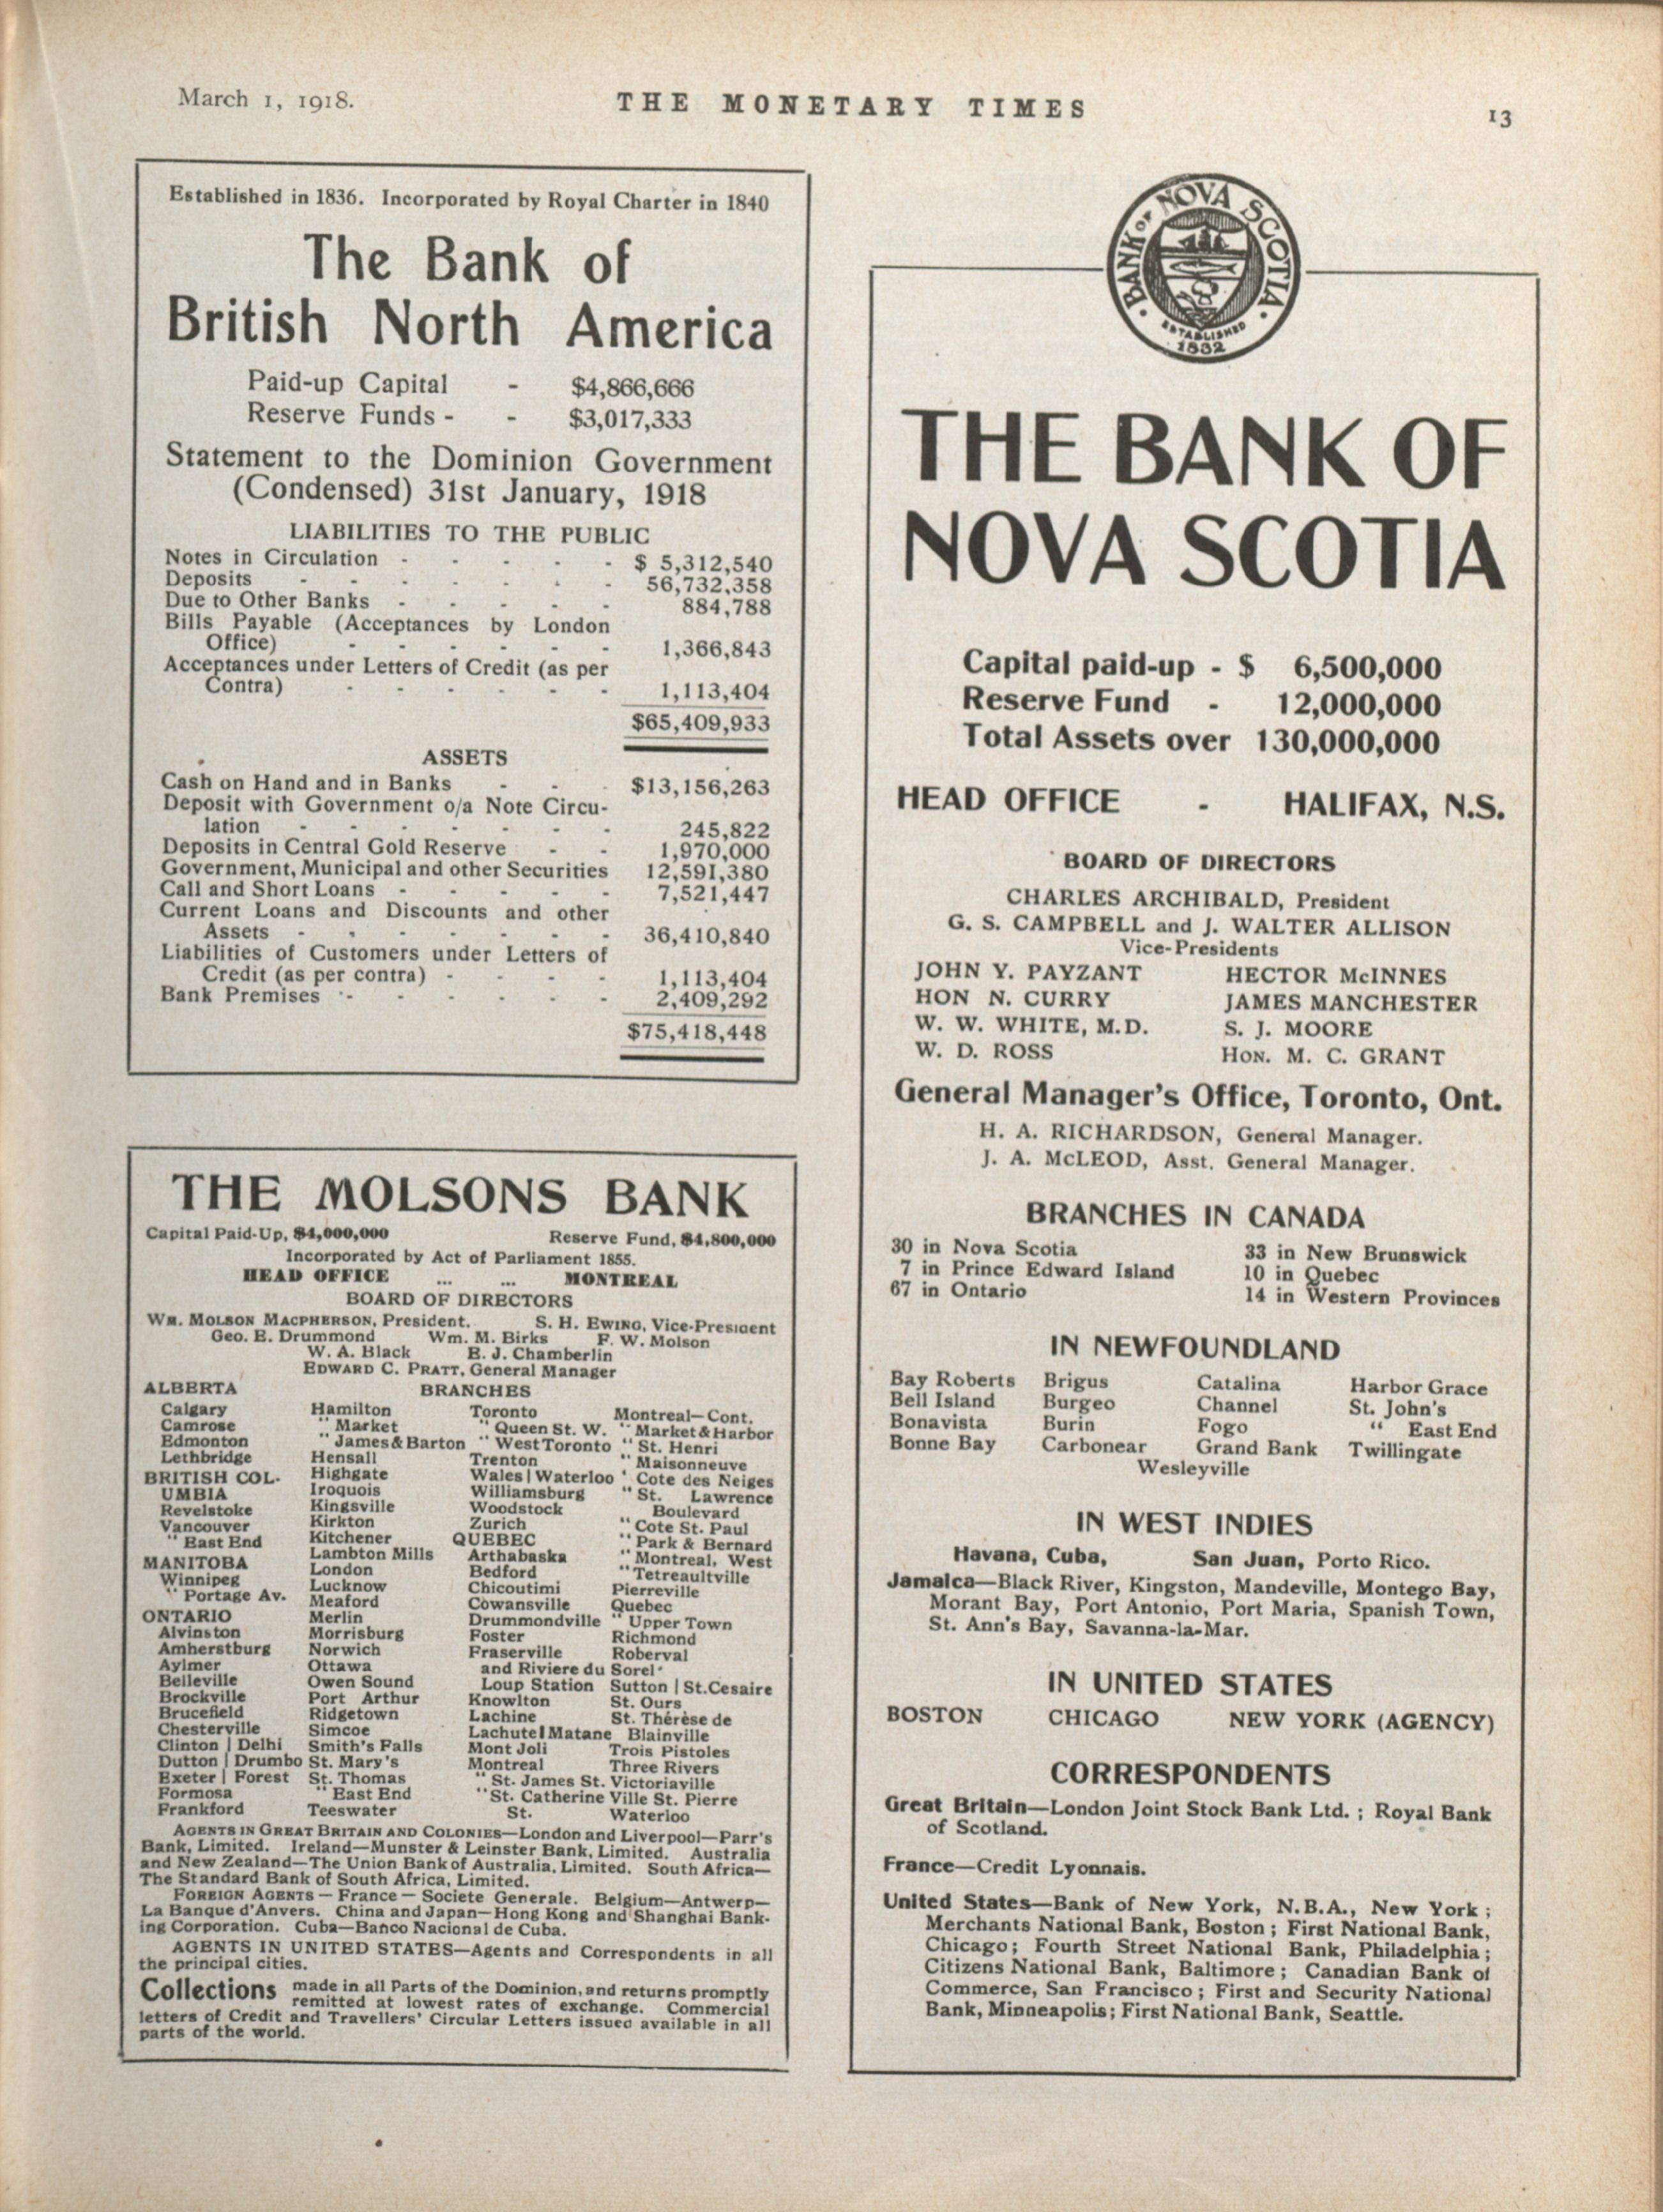 March 1, 1918.
THE MONETARY TIMES
13
Established in 1836. Incorporated by Royal Charter in 1840
The Bank of
British North America
Paid-up Capital - $4,866,666
Reserve Funds - - $3,017,333
Statement to the Dominion Government
(Condensed) 31st January, 1918
LIABILITIES TO THE PUBLIC
Notes in Circulation - - - - - $ 5,312,540
Deposits - - - - - - - 56,732,358
Due to Other Banks - - - - - 884,788
Bills Payable (Acceptances by London
Office) - - - - - - 1,366,843
Acceptances under Letters of Credit (as per
Contra) - - - - - - 1,113,404
$65,409,933
ASSETS
Cash on Hand and in Banks - - - $13,156,263
Deposit with Government o/a Note Circu-
lation - - - - - - - 245,822
Deposits in Central Gold Reserve - - 1,970,000
Government, Municipal and other Securities 12,591,380
Call and Short Loans - - - - - 7,521,447
Current Loans and Discounts and other
Assets - - - - - - - 36,410,840
Liabilities of Customers under Letters of
Credit (as per contra) - - - - 1,113,404
Bank Premises - - - - - - 2,409,292
$75,418,448
THE MOLSONS BANK
Capital Paid-Up, $4,000,000 Reserve Fund, $4,800,000
Incorporated by Act of Parliament 1855.
HEAD OFFICE ... ... MONTREAL
BOARD OF DIRECTORS
WM. MOLSON MACPHERSON, President. S. H. EWING, Vice-President
Geo. E. Drummond Wm. M. Birks F. W. Molson
W. A. Black E. J. Chamberlin
EDWARD C. PRATT, General Manager
BRANCHES
ALBERTA
Calgary
Camrose
Edmonton
Lethbridge
BRITISH COL-
UMBIA
Revelstoke
Vancouver
" East End
MANITOBA
Winnipeg
" Portage Av.
ONTARIO
Alvinston
Amherstburg
Aylmer
Belleville
Brockville
Brucefield
Chesterville
Clinton | Delhi
Dutton | Drumbo
Exeter | Forest
Formosa
Frankford
Hamilton
" Market
" James & Barton
Hensall
Highgate
Iroquois
Kingsville
Kirkton
Kitchener
Lambton Mills
London
Lucknow
Meaford
Merlin
Morrisburg
Norwich
Ottawa
Owen Sound
Port Arthur
Ridgetown
Simcoe
Smith's Falls
St. Mary's
St. Thomas
" East End
Teeswater
Toronto
" Queen St. W.
" West Toronto
Trenton
Wales | Waterloo
Williamsburg
Woodstock
Zurich
QUEBEC
Arthabaska
Bedford
Chicoutimi
Cowansville
Drummondville
Foster
Fraserville
and Riviere du
Loup Station
Knowlton
Lachine
Lachute | Matane
Mont Joli
Montreal
" St. James St.
" St. Catherine
St.
Montreal—Cont.
" Market & Harbor
" St. Henri
" Maisonneuve
" Cote des Neiges
" St. Lawrence
Boulevard
" Cote St. Paul
" Park & Bernard
" Montreal, West
" Tetreaultville
Pierreville
Quebec
" Upper Town
Richmond
Roberval
Sorel
Sutton | St. Cesaire
St. Ours
St. Thérèse de
Blainville
Trois Pistoles
Three Rivers
Victoriaville
Ville St. Pierre
Waterloo
AGENTS IN GREAT BRITAIN AND COLONIES—London and Liverpool—Parr's
Bank, Limited. Ireland—Munster & Leinster Bank, Limited. Australia
and New Zealand—The Union Bank of Australia, Limited. South Africa—
The Standard Bank of South Africa, Limited.
FOREIGN AGENTS — France — Societe Generale. Belgium—Antwerp—
La Banque d'Anvers. China and Japan—Hong Kong and Shanghai Bank-
ing Corporation. Cuba—Banco Nacional de Cuba.
AGENTS IN UNITED STATES—Agents and Correspondents in all
the principal cities.
Collections made in all Parts of the Dominion, and returns promptly
remitted at lowest rates of exchange. Commercial
letters of Credit and Travellers' Circular Letters issued available in all
parts of the world.
BANK OF NOVA SCOTIA
ESTABLISHED
1832
THE BANK OF
NOVA SCOTIA
Capital paid-up - $ 6,500,000
Reserve Fund - 12,000,000
Total Assets over 130,000,000
HEAD OFFICE - HALIFAX, N.S.
BOARD OF DIRECTORS
CHARLES ARCHIBALD, President
G. S. CAMPBELL and J. WALTER ALLISON
Vice-Presidents
JOHN Y. PAYZANT HECTOR McINNES
HON N. CURRY JAMES MANCHESTER
W. W. WHITE, M.D. S. J. MOORE
W. D. ROSS HON. M. C. GRANT
General Manager's Office, Toronto, Ont.
H. A. RICHARDSON, General Manager.
J. A. McLEOD, Asst. General Manager.
BRANCHES IN CANADA
30 in Nova Scotia 33 in New Brunswick
7 in Prince Edward Island 10 in Quebec
67 in Ontario 14 in Western Provinces
IN NEWFOUNDLAND
Bay Roberts Brigus Catalina Harbor Grace
Bell Island Burgeo Channel St. John's
Bonavista Burin Fogo " East End
Bonne Bay Carbonear Grand Bank Twillingate
Wesleyville
IN WEST INDIES
Havana, Cuba, San Juan, Porto Rico.
Jamaica—Black River, Kingston, Mandeville, Montego Bay,
Morant Bay, Port Antonio, Port Maria, Spanish Town,
St. Ann's Bay, Savanna-la-Mar.
IN UNITED STATES
BOSTON CHICAGO NEW YORK (AGENCY)
CORRESPONDENTS
Great Britain—London Joint Stock Bank Ltd. ; Royal Bank
of Scotland.
France—Credit Lyonnais.
United States—Bank of New York, N.B.A., New York ;
Merchants National Bank, Boston ; First National Bank,
Chicago ; Fourth Street National Bank, Philadelphia ;
Citizens National Bank, Baltimore ; Canadian Bank of
Commerce, San Francisco ; First and Security National
Bank, Minneapolis ; First National Bank, Seattle.